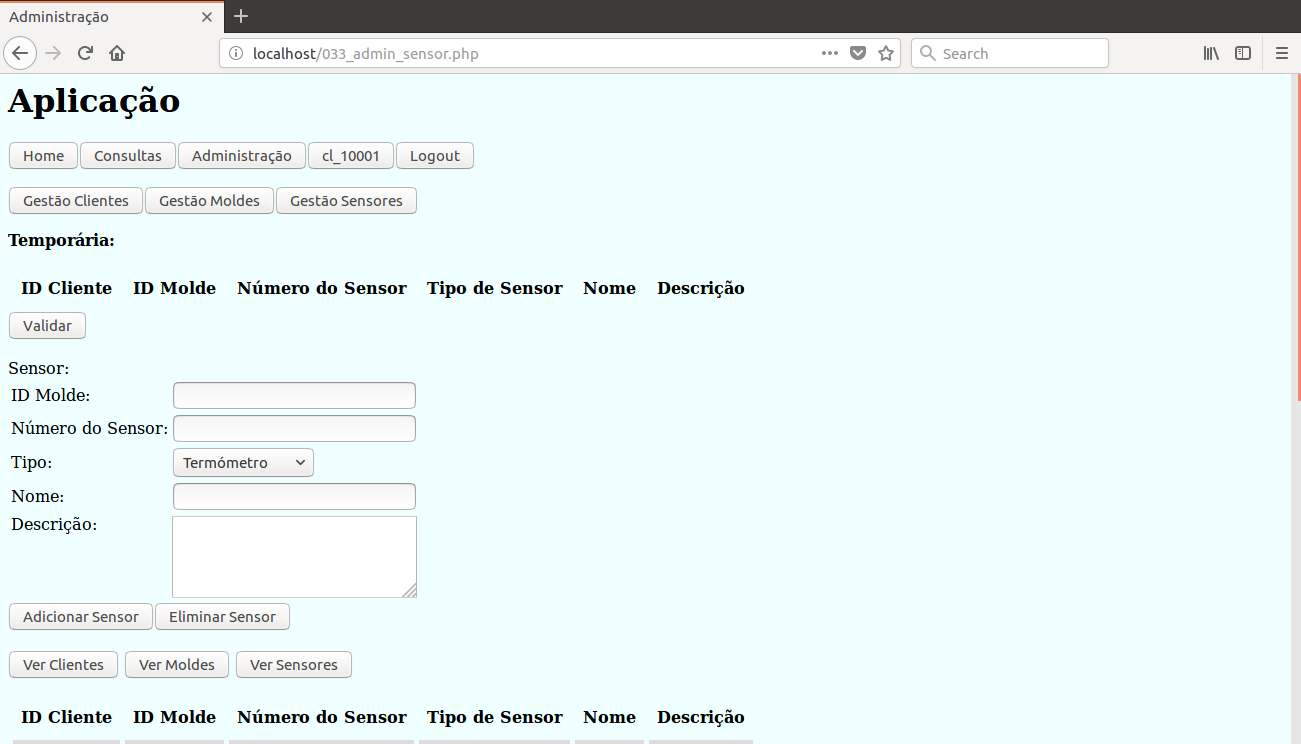 Administração
localhost/033_admin_sensor.php
Search
Aplicação
Home Consultas Administração cl_10001 Logout
Gestão Clientes Gestão Moldes Gestão Sensores
Temporária:
ID Cliente ID Molde Número do Sensor Tipo de Sensor Nome Descrição
Validar
Sensor:
ID Molde:
Número do Sensor:
Tipo: Termómetro
Nome:
Descrição:
Adicionar Sensor Eliminar Sensor
Ver Clientes Ver Moldes Ver Sensores
ID Cliente ID Molde Número do Sensor Tipo de Sensor Nome Descrição